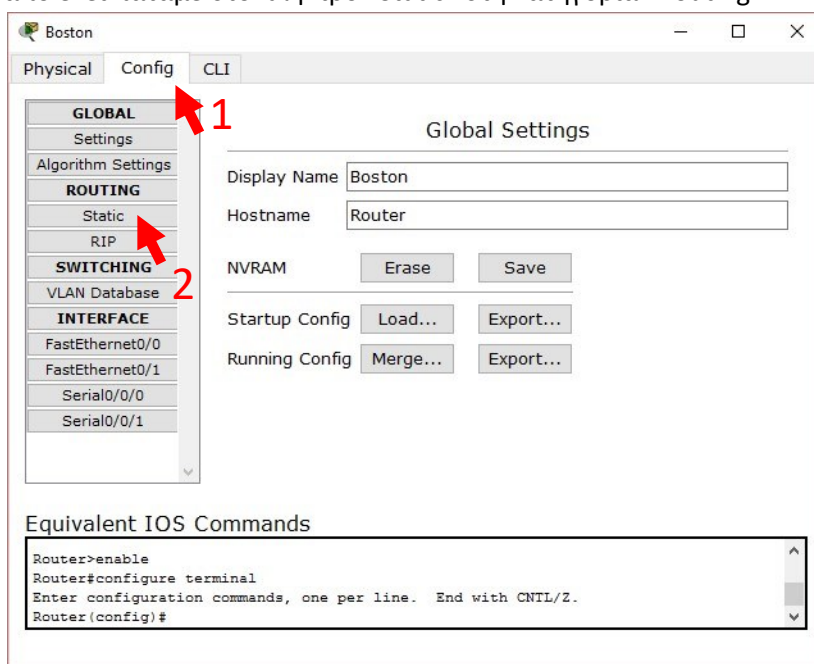 Boston
Physical Config CLI
1
GLOBAL
Settings
Algorithm Settings
ROUTING
Static
RIP
SWITCHING
VLAN Database
INTERFACE
FastEthernet0/0
FastEthernet0/1
Serial0/0/0
Serial0/0/1
2
Global Settings
Display Name Boston
Hostname Router
NVRAM Erase Save
Startup Config Load... Export...
Running Config Merge... Export...
Equivalent IOS Commands
Router>enable
Router#configure terminal
Enter configuration commands, one per line. End with CNTL/Z.
Router(config)#